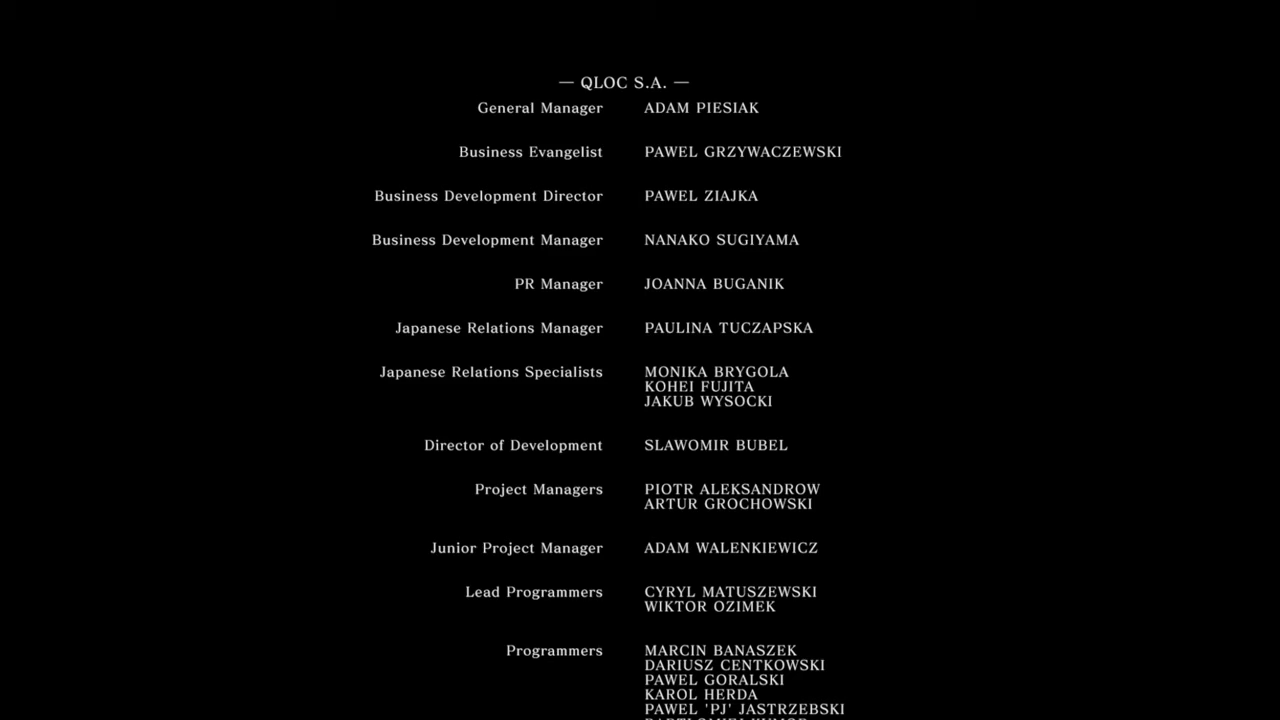 — QLOC S.A. —
General Manager ADAM PIESIAK
Business Evangelist PAWEL GRZYWACZEWSKI
Business Development Director PAWEL ZIAJKA
Business Development Manager NANAKO SUGIYAMA
PR Manager JOANNA BUGANIK
Japanese Relations Manager PAULINA TUCZAPSKA
Japanese Relations Specialists MONIKA BRYGOLA
KOHEI FUJITA
JAKUB WYSOCKI
Director of Development SLAWOMIR BUBEL
Project Managers PIOTR ALEKSANDROW
ARTUR GROCHOWSKI
Junior Project Manager ADAM WALENKIEWICZ
Lead Programmers CYRYL MATUSZEWSKI
WIKTOR OZIMEK
Programmers MARCIN BANASZEK
DARIUSZ CENTKOWSKI
PAWEL GORALSKI
KAROL HERDA
PAWEL 'PJ' JASTRZEBSKI